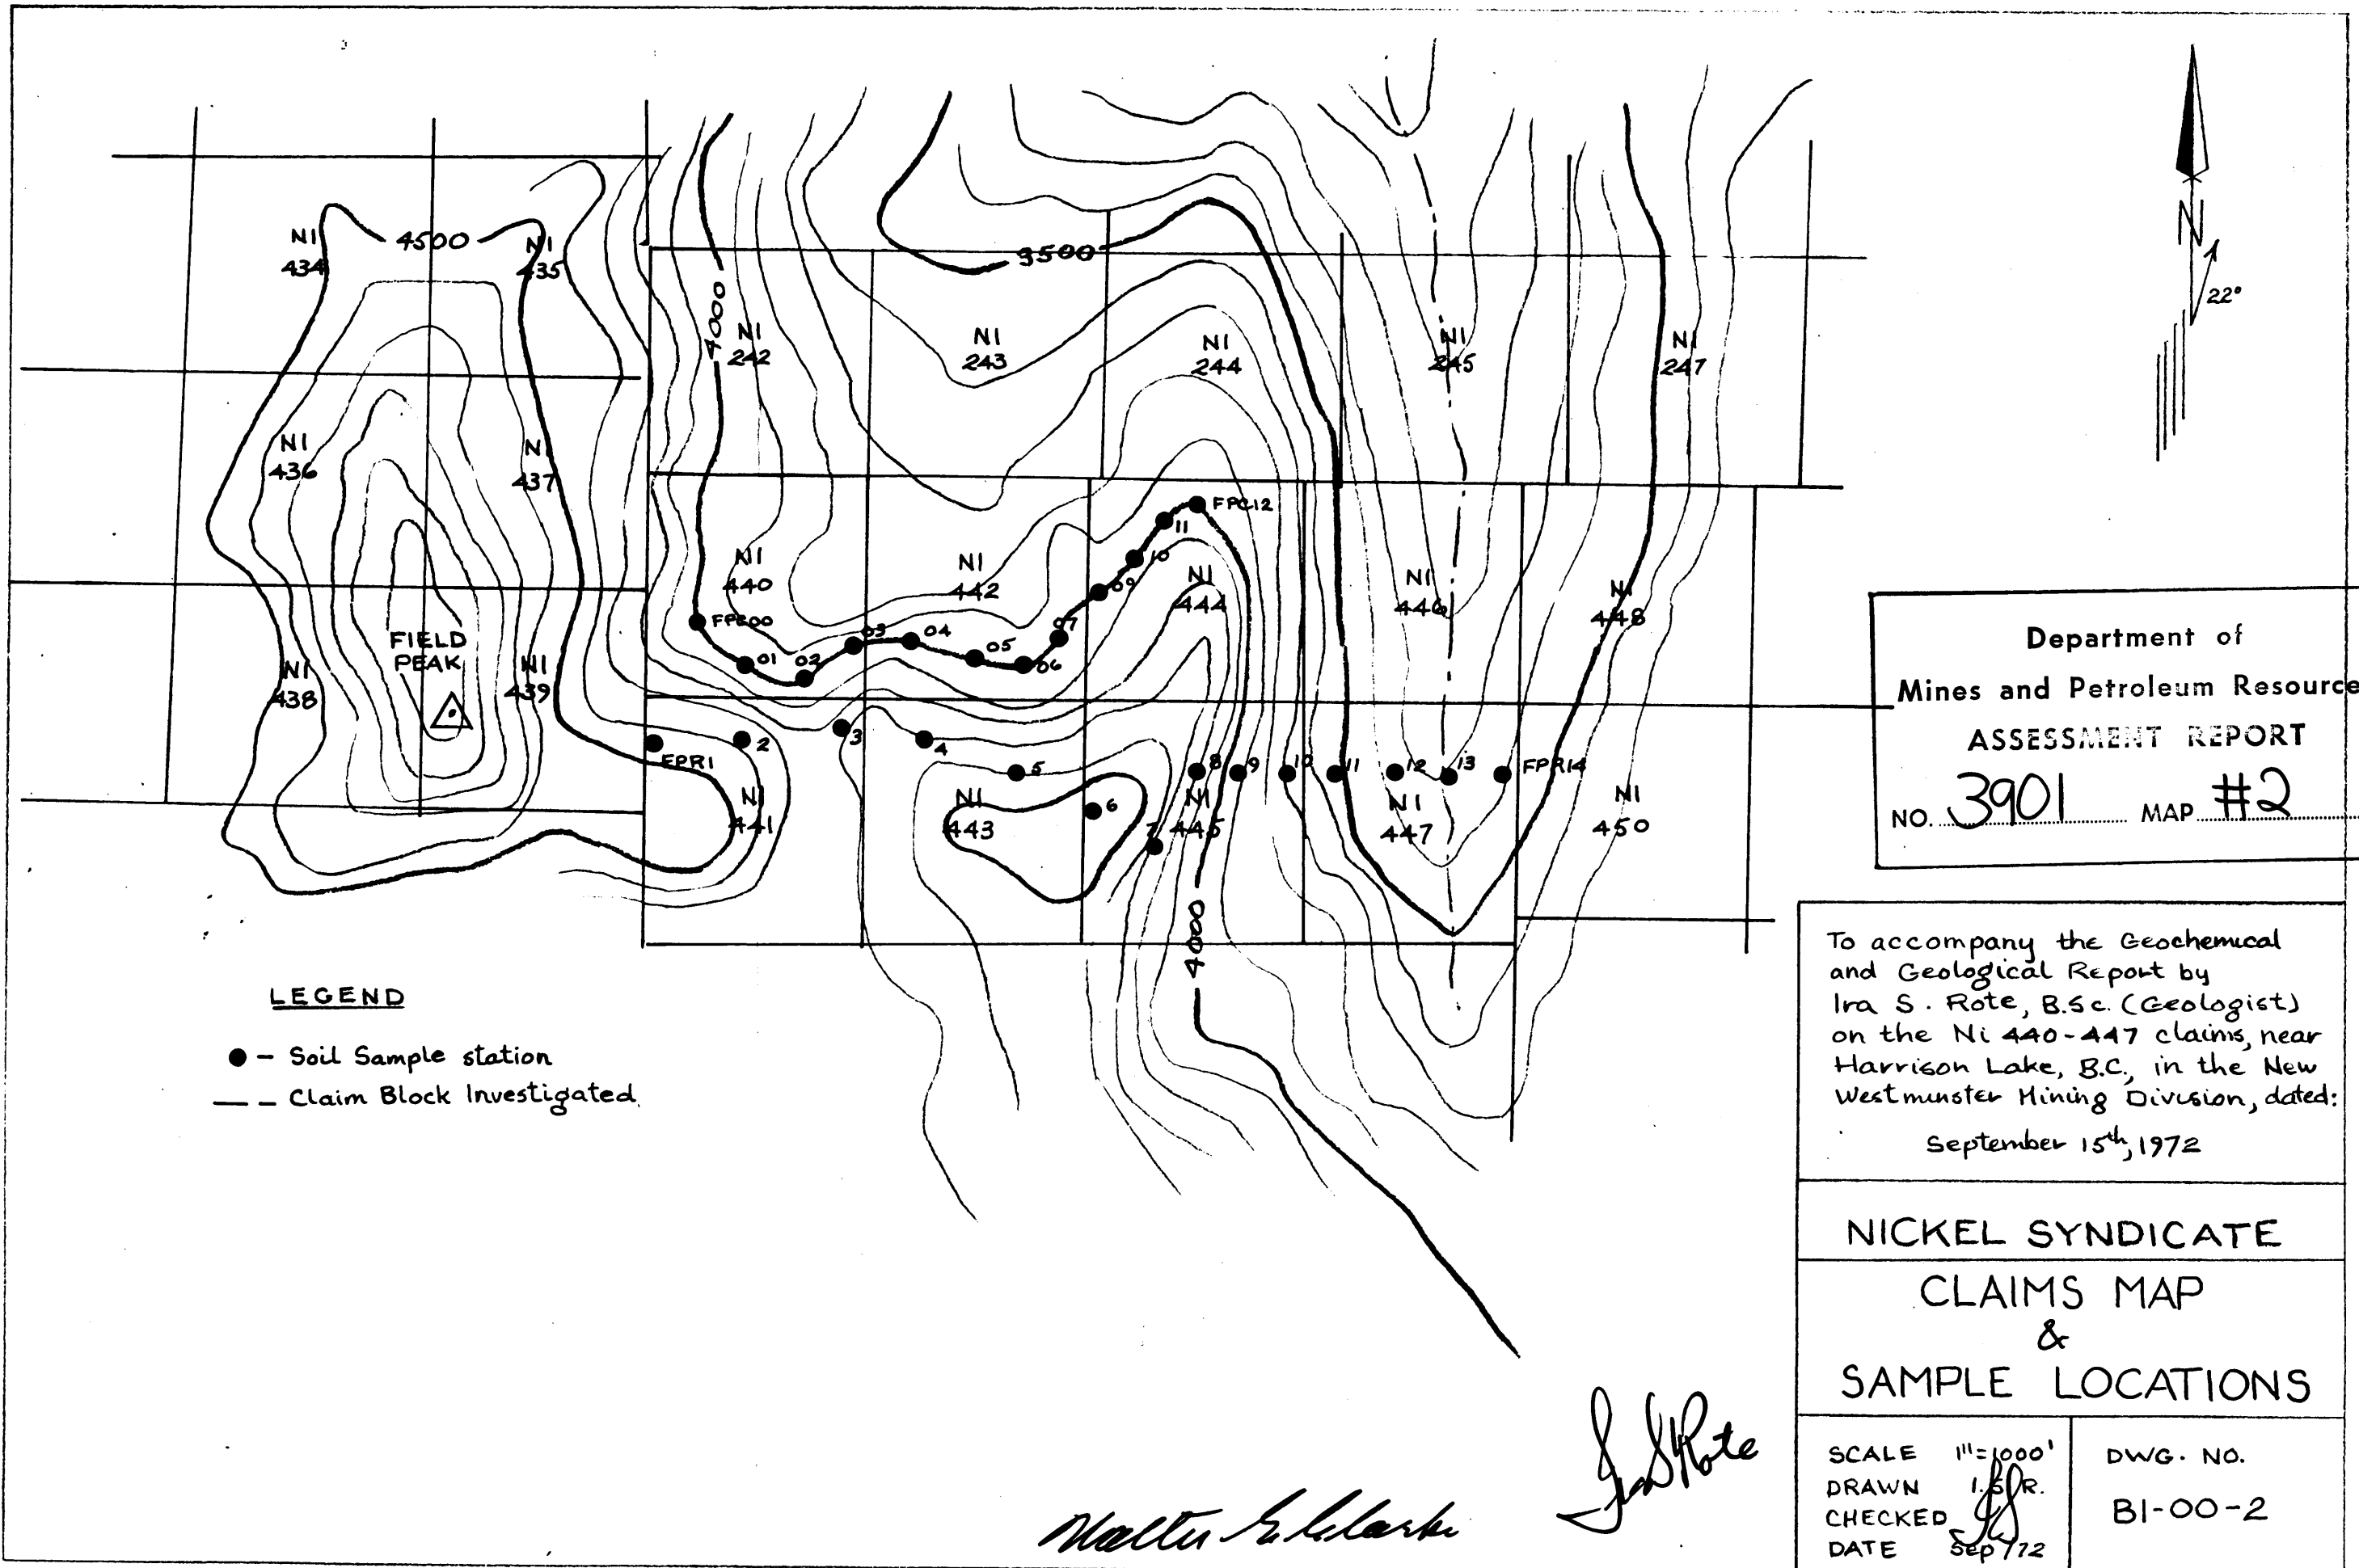 N
22°
4500
3500
4000
4000
NI
434
NI
435
NI
242
NI
243
NI
244
NI
245
NI
247
NI
436
NI
437
NI
440
NI
442
NI
444
NI
446
NI
448
NI
438
FIELD
PEAK
NI
439
NI
441
NI
443
NI
445
NI
447
NI
450
FPC00
01
02
03
04
05
06
07
09
10
11
FPC12
FPR1
2
3
4
5
6
7
8
9
10
11
12
13
FPR14
LEGEND
● – Soil Sample station
— – Claim Block Investigated.
Department of
Mines and Petroleum Resource
ASSESSMENT REPORT
NO. 3901 MAP #2
To accompany the Geochemical
and Geological Report by
Ira S. Rote, B.Sc. (Geologist)
on the Ni 440-447 claims, near
Harrison Lake, B.C., in the New
Westminster Mining Division, dated:
September 15th, 1972
NICKEL SYNDICATE
CLAIMS MAP
&
SAMPLE LOCATIONS
SCALE 1"=1000'
DRAWN I.S.R.
CHECKED
DATE Sep /72
DWG. NO.
B1-00-2